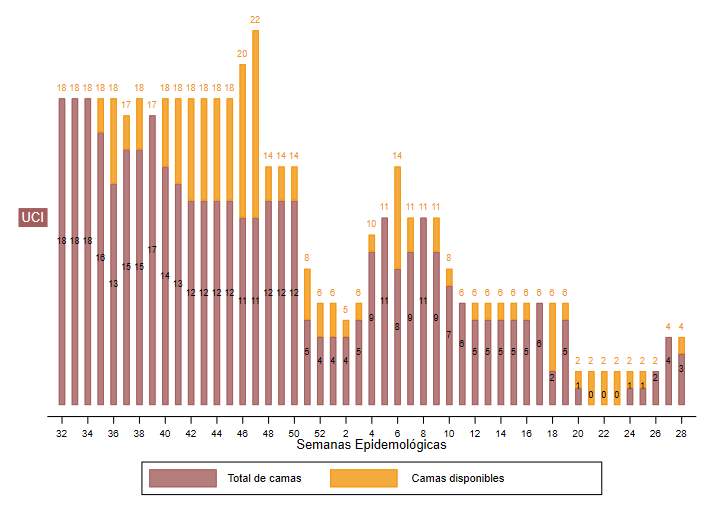 22
20
18 18 18 18 18 17 18 17 18 18 18 18 18 18
14 14 14 14
11 11 11 11
10
8 8
6 6 5 6 6 6 6 6 6 6 6 6 6
4 4
2 2 2 2 2 2 2
UCI
18 18 18 16 13 15 15 17 14 13 12 12 12 12 11 11 12 12 12 5 4 4 4 5 9 11 8 9 11 9 7 6 5 5 5 5 5 6 2 5 1 0 0 0 1 1 2 4 3
32 34 36 38 40 42 44 46 48 50 52 2 4 6 8 10 12 14 16 18 20 22 24 26 28
Semanas Epidemológicas
Total de camas
Camas disponibles